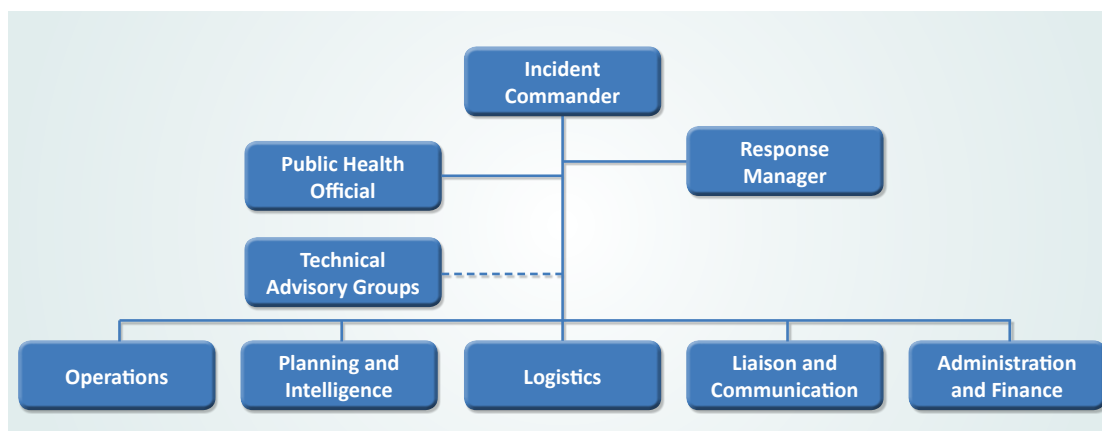 Incident
Commander
Public Health
Official
Response
Manager
Technical
Advisory Groups
Operations
Planning and
Intelligence
Logistics
Liaison and
Communication
Administration
and Finance